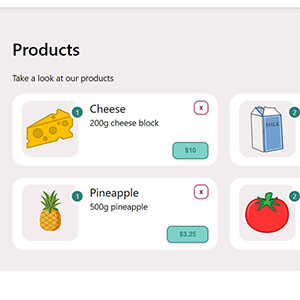 Products
Take a look at our products
1
Cheese
x
200g cheese block
$10
MILK
2
1
Pineapple
x
500g pineapple
$3.25
2